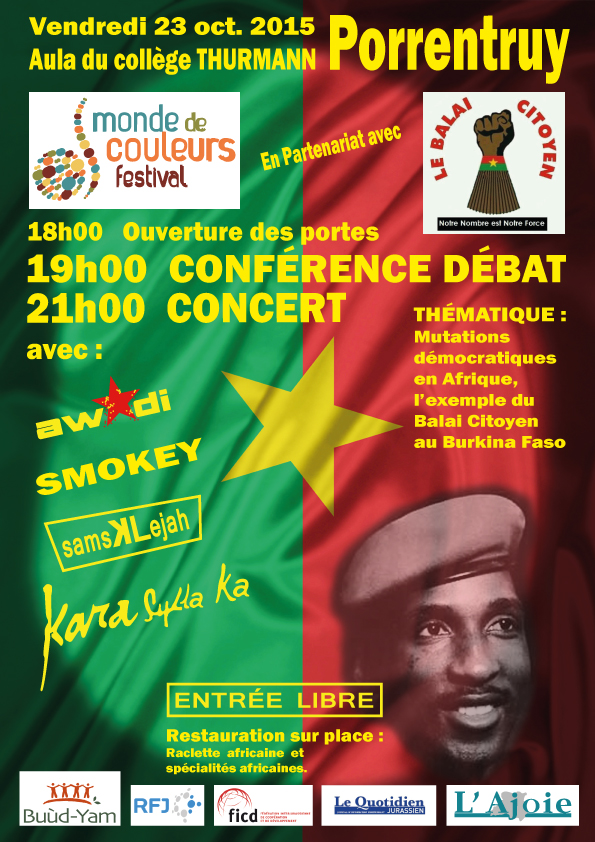 Vendredi 23 oct. 2015
Aula du collège THURMANN
Porrentruy
monde de
couleurs
festival
En Partenariat avec
LE BALAI CITOYEN
Notre Nombre est Notre Force
18h00 Ouverture des portes
19h00 CONFÉRENCE DÉBAT
21h00 CONCERT
avec :
THÉMATIQUE :
Mutations
démocratiques
en Afrique,
l'exemple du
Balai Citoyen
au Burkina Faso
awadi
SMOKEY
samsKLejah
Kara Sylla Ka
ENTRÉE LIBRE
Restauration sur place :
Raclette africaine et
spécialités africaines.
Buùd-Yam
RFJ
ficd
Le Quotidien
JURASSIEN
L'Ajoie